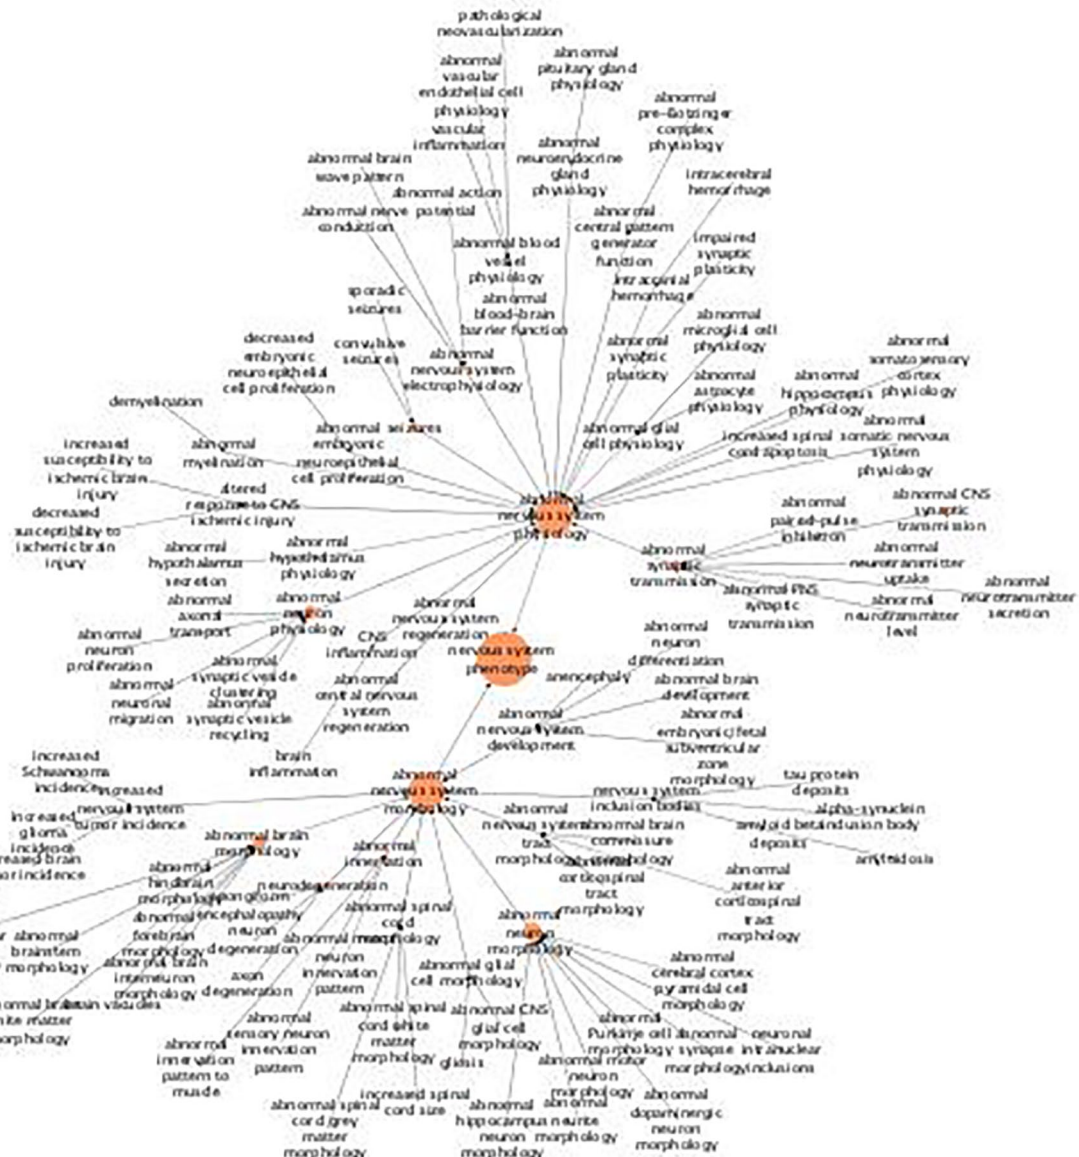 pathological
neovascularization
abnormal
vascular
endothelial cell
physiology
abnormal
pituitary gland
physiology
abnormal
pre-Botzinger
complex
physiology
vascular
inflammation
abnormal
neuroendocrine
gland
physiology
abnormal brain
wave pattern
intracerebral
hemorrhage
abnormal action
potential
abnormal nerve
conduction
abnormal
central pattern
generator
function
impaired
synaptic
plasticity
abnormal blood
vessel
physiology
intracranial
hemorrhage
sporadic
seizures
abnormal
blood-brain
barrier function
abnormal
microglial cell
physiology
decreased
embryonic
neuroepithelial
cell proliferation
convulsive
seizures
abnormal
nervous system
electrophysiology
abnormal
synaptic
plasticity
abnormal
somatosensory
cortex
physiology
abnormal
astrocyte
physiology
abnormal
hippocampus
physiology
demyelination
abnormal seizures
abnormal glial
cell physiology
abnormal
somatic nervous
system
physiology
increased
susceptibility to
ischemic brain
injury
abnormal
myelination
embryonic
neuroepithelial
cell proliferation
increased spinal
cord apoptosis
altered
response to CNS
ischemic injury
abnormal
nervous system
physiology
abnormal
paired-pulse
inhibition
abnormal CNS
synaptic
transmission
decreased
susceptibility to
ischemic brain
injury
abnormal
hypothalamus
secretion
abnormal
hypothalamus
physiology
abnormal
synaptic
transmission
abnormal
neurotransmitter
uptake
abnormal
neurotransmitter
secretion
abnormal
axonal
transport
abnormal
neuron
physiology
abnormal
nervous system
regeneration
abnormal PNS
synaptic
transmission
abnormal
neurotransmitter
level
abnormal
neuron
proliferation
CNS
inflammation
nervous system
phenotype
abnormal
neuron
differentiation
abnormal
synaptic vesicle
clustering
anencephaly
abnormal brain
development
abnormal
neuronal
migration
abnormal
synaptic vesicle
recycling
abnormal
central nervous
system
regeneration
abnormal
nervous system
development
abnormal
embryonic/fetal
subventricular
zone
morphology
brain
inflammation
increased
Schwannoma
incidence
increased
nervous system
tumor incidence
abnormal
nervous system
morphology
nervous system
inclusion bodies
tau protein
deposits
increased
glioma
incidence
abnormal
nervous system
tract
morphology
abnormal brain
commissure
morphology
alpha-synuclein
inclusion body
amyloid beta
deposits
amyloidosis
abnormal brain
morphology
abnormal
innervation
abnormal
hindbrain
morphology
neurodegeneration
spongiform
encephalopathy
abnormal
corticospinal
tract
morphology
abnormal
anterior
corticospinal
tract
morphology
abnormal
forebrain
morphology
neuron
degeneration
abnormal spinal
cord
morphology
abnormal
neuron
morphology
abnormal
brainstem
morphology
abnormal brain
interneuron
morphology
axon
degeneration
neuron
innervation
pattern
abnormal glial
cell morphology
abnormal
cerebral cortex
pyramidal cell
morphology
brain vacuoles
abnormal
sensory neuron
innervation
pattern
abnormal spinal
cord white
matter
morphology
abnormal CNS
glial cell
morphology
abnormal
Purkinje cell
morphology
abnormal
synapse
morphology
neuronal
intranuclear
inclusions
abnormal
innervation
pattern to
muscle
gliosis
abnormal motor
neuron
morphology
abnormal spinal
cord grey
matter
morphology
increased spinal
cord size
abnormal
hippocampus
neuron
morphology
abnormal
neurite
morphology
abnormal
dopaminergic
neuron
morphology